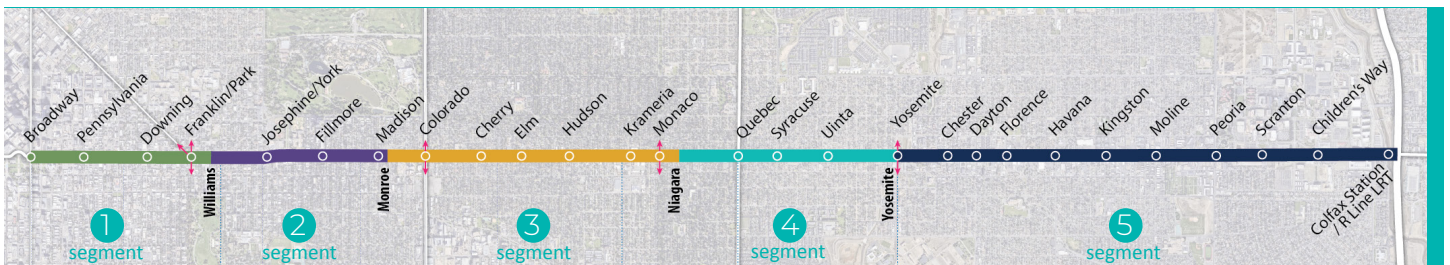 Broadway
Pennsylvania
Downing
Franklin/Park
Josephine/York
Fillmore
Madison
Colorado
Cherry
Elm
Hudson
Krameria
Monaco
Quebec
Syracuse
Uinta
Yosemite
Chester
Dayton
Florence
Havana
Kingston
Moline
Peoria
Scranton
Children's Way
Colfax Station
/ R Line LRT
Williams
Monroe
Niagara
Yosemite
1
segment
2
segment
3
segment
4
segment
5
segment